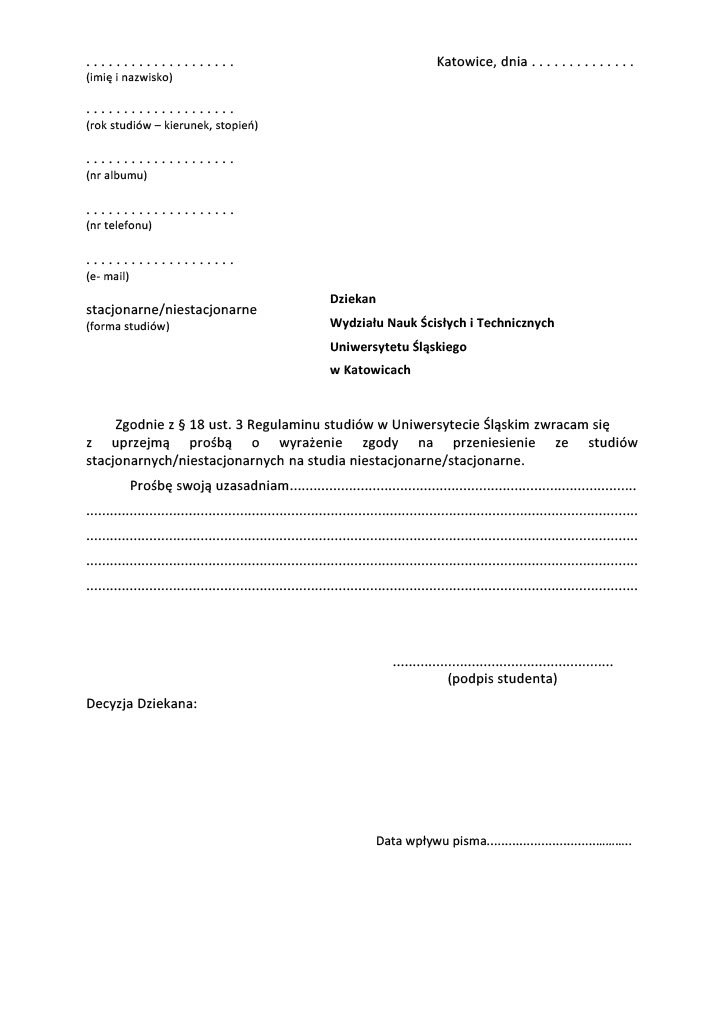 . . . . . . . . . . . . . . . . . . . . Katowice, dnia . . . . . . . . . . . . . .
(imię i nazwisko)
. . . . . . . . . . . . . . . . . . . .
(rok studiów – kierunek, stopień)
. . . . . . . . . . . . . . . . . . . .
(nr albumu)
. . . . . . . . . . . . . . . . . . . .
(nr telefonu)
. . . . . . . . . . . . . . . . . . . .
(e- mail)
stacjonarne/niestacjonarne
(forma studiów)
Dziekan
Wydziału Nauk Ścisłych i Technicznych
Uniwersytetu Śląskiego
w Katowicach
Zgodnie z § 18 ust. 3 Regulaminu studiów w Uniwersytecie Śląskim zwracam się
z uprzejmą prośbą o wyrażenie zgody na przeniesienie ze studiów
stacjonarnych/niestacjonarnych na studia niestacjonarne/stacjonarne.
Prośbę swoją uzasadniam........................................................................................
............................................................................................................................................
............................................................................................................................................
............................................................................................................................................
............................................................................................................................................
........................................................
(podpis studenta)
Decyzja Dziekana:
Data wpływu pisma.......................................